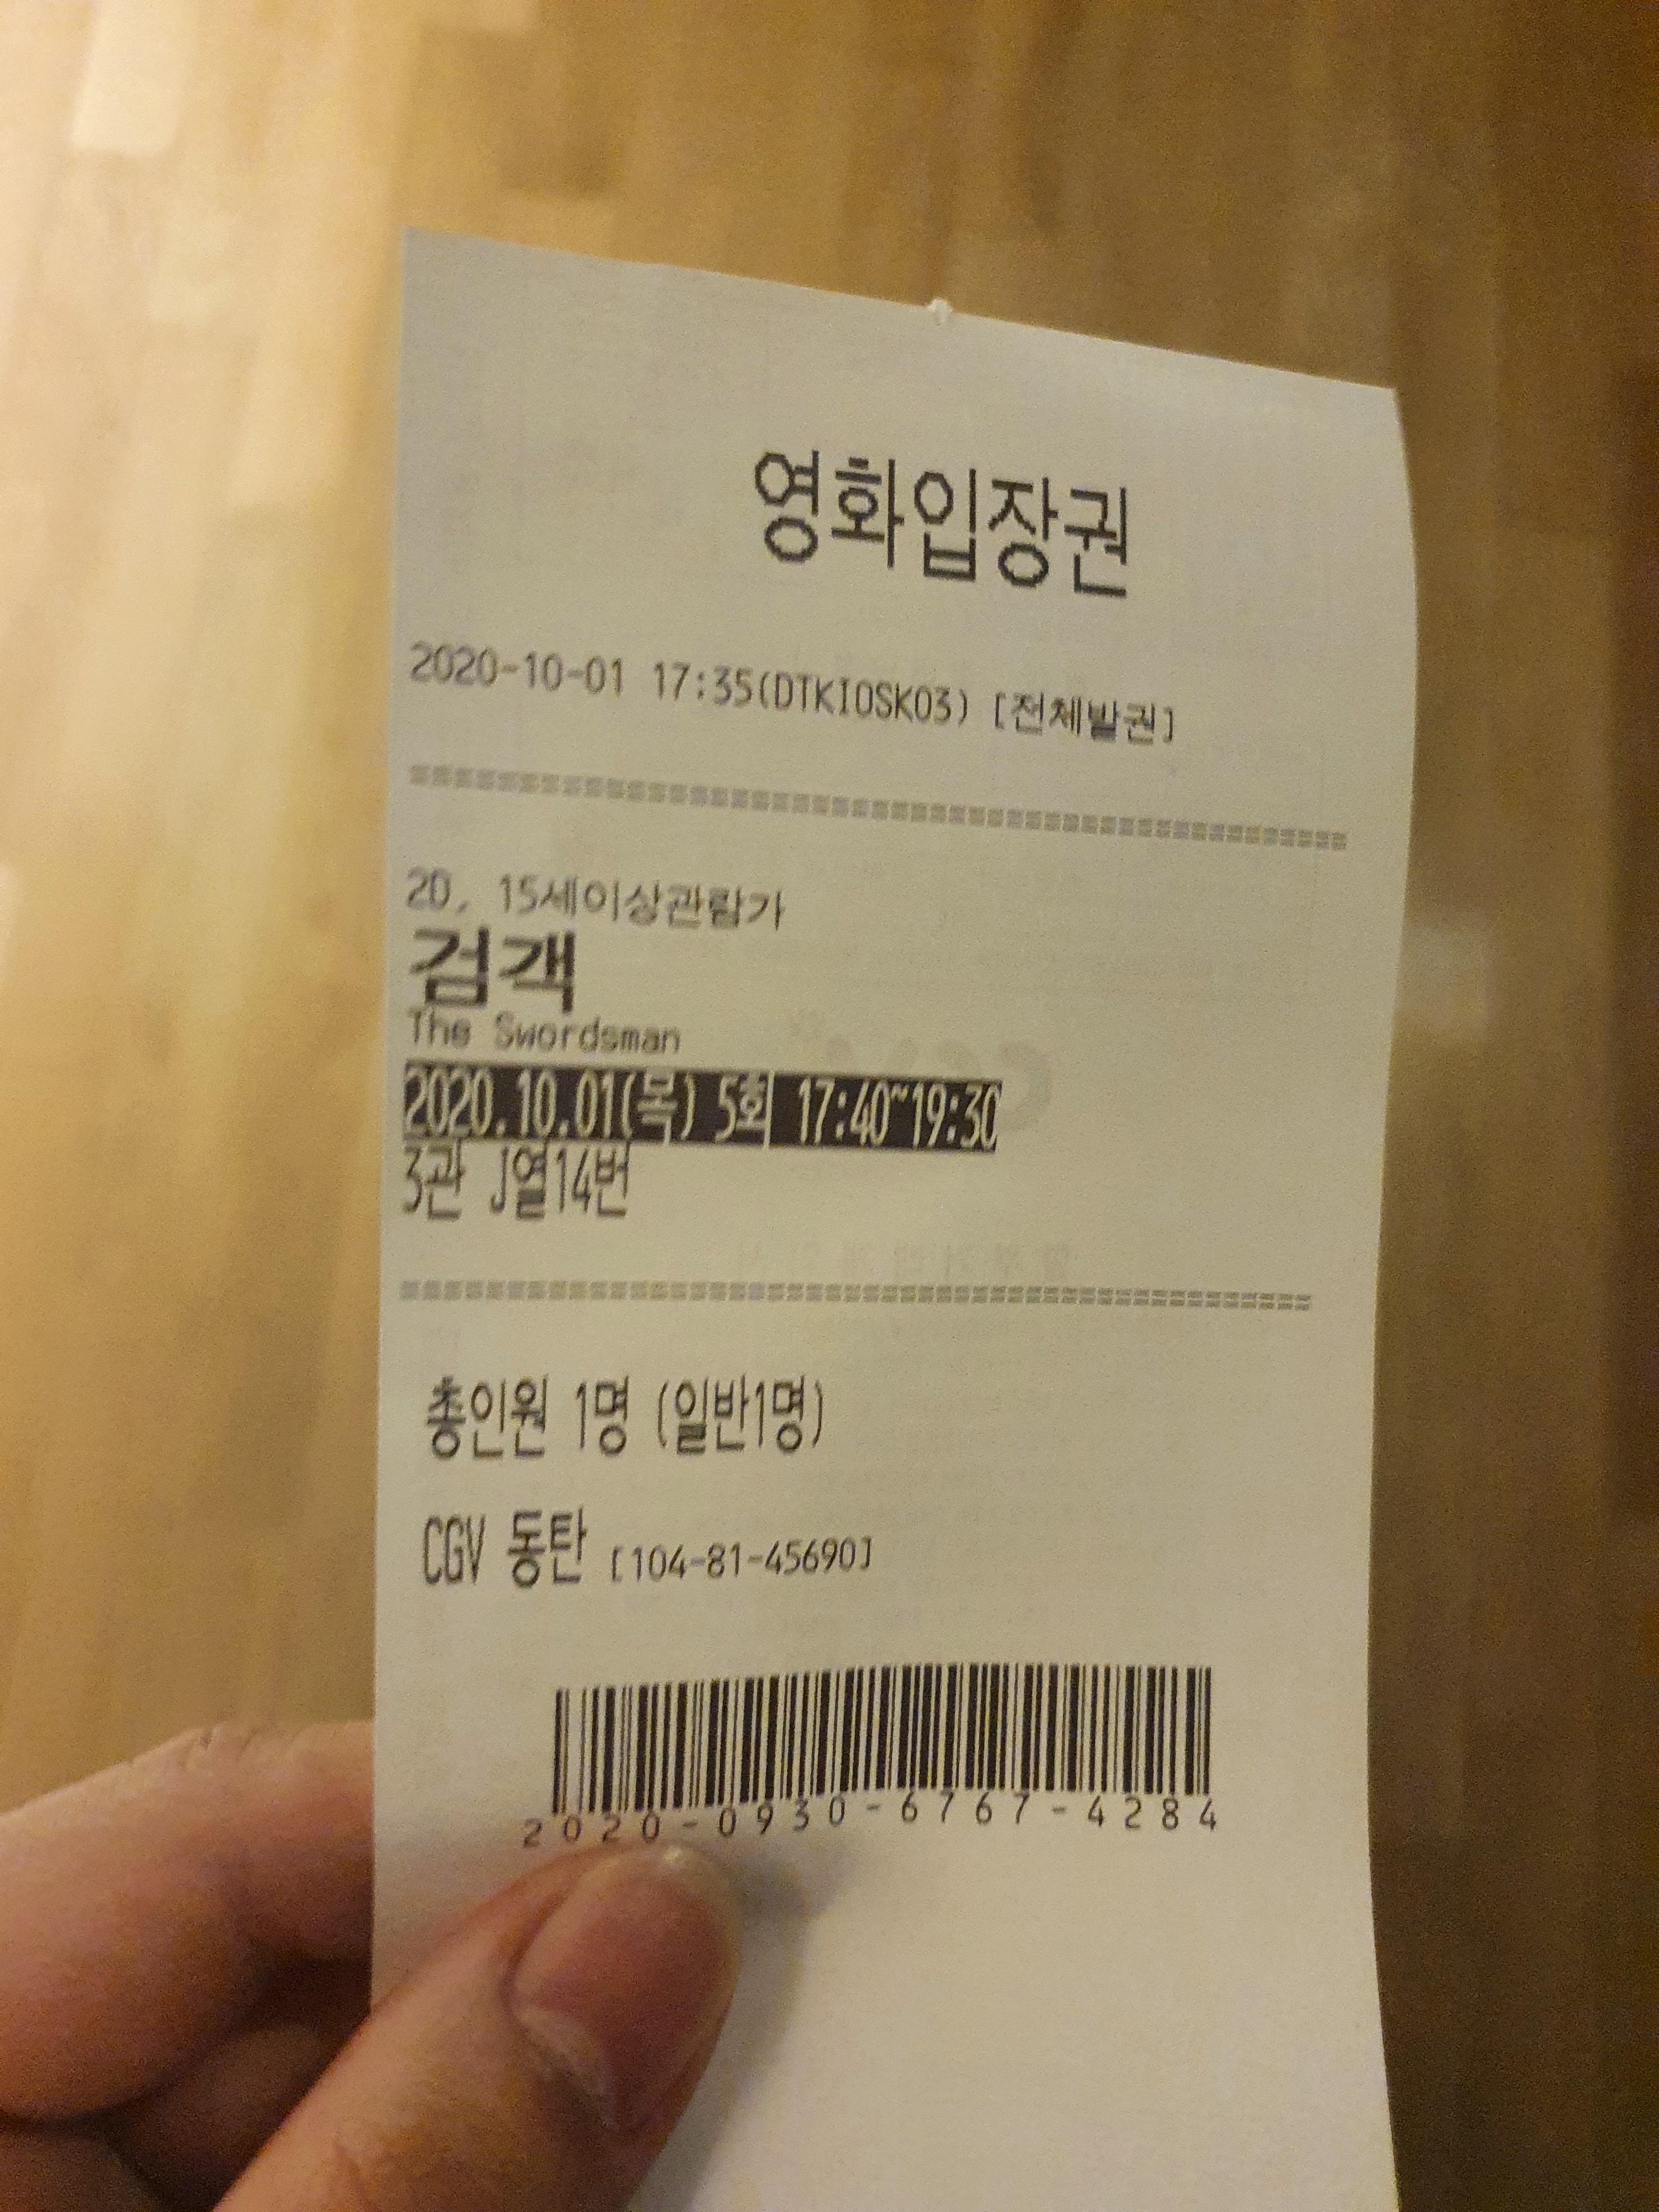 영화입장권
2020-10-01 17:35(DTKIOSK03) [전체발권]
2D, 15세이상관람가
검객
The Swordsman
2020.10.01(목) 5회 17:40~19:30
3관 J열14번
총인원 1명 (일반1명)
CGV 동탄 [104-81-45690]
2020-0930-6767-4284